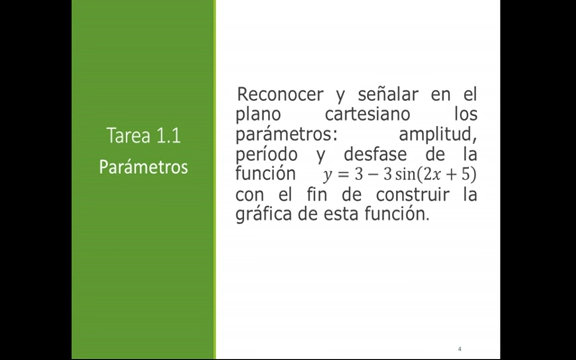 Tarea 1.1
Parámetros
Reconocer y señalar en el
plano cartesiano los
parámetros: amplitud,
período y desfase de la
función y = 3 − 3 sin(2x + 5)
con el fin de construir la
gráfica de esta función.
4